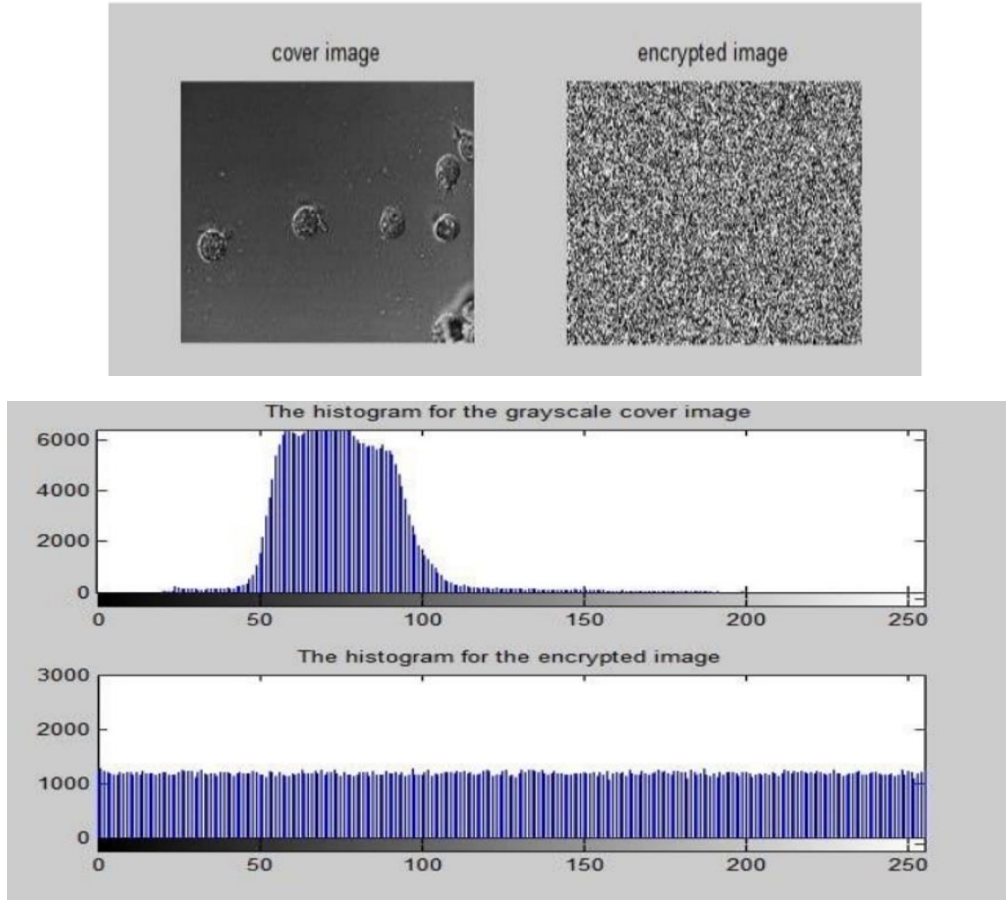 cover image encrypted image
The histogram for the grayscale cover image
6000
4000
2000
0
0 50 100 150 200 250
The histogram for the encrypted image
3000
2000
1000
0
0 50 100 150 200 250